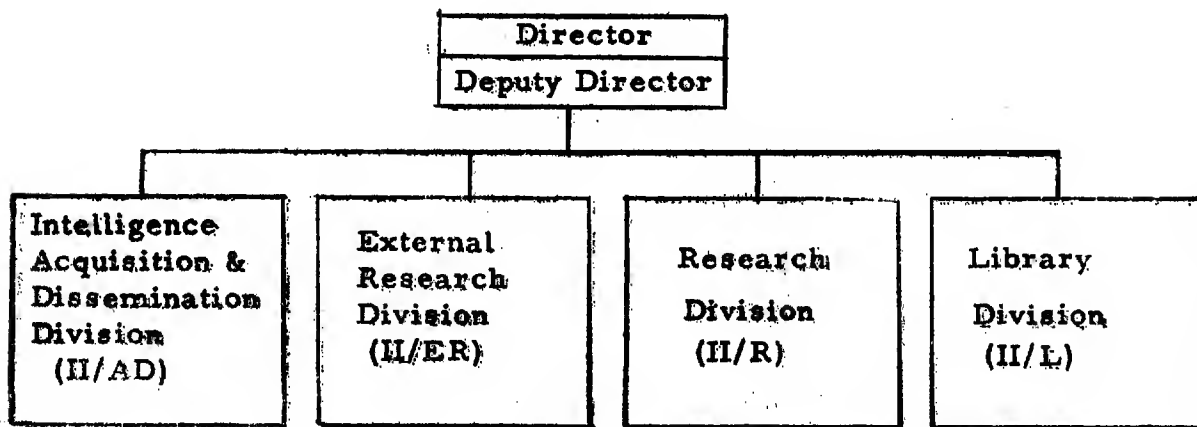 Director
Deputy Director
Intelligence
Acquisition &
Dissemination
Division
(II/AD)
External
Research
Division
(II/ER)
Research
Division
(II/R)
Library
Division
(II/L)